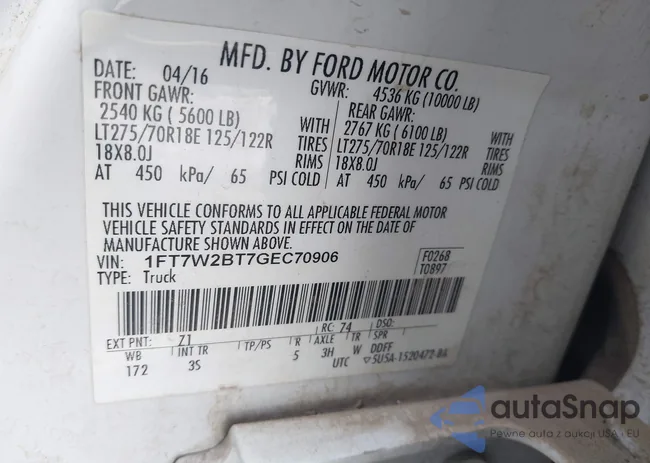 MFD. BY FORD MOTOR CO.
DATE: 04/16 GVWR: 4536 KG (10000 LB)
FRONT GAWR: REAR GAWR:
2540 KG ( 5600 LB) WITH 2767 KG ( 6100 LB) WITH
LT275/70R18E 125/122R TIRES LT275/70R18E 125/122R TIRES
18X8.0J RIMS 18X8.0J RIMS
AT 450 kPa/ 65 PSI COLD AT 450 kPa/ 65 PSI COLD
THIS VEHICLE CONFORMS TO ALL APPLICABLE FEDERAL MOTOR
VEHICLE SAFETY STANDARDS IN EFFECT ON THE DATE OF
MANUFACTURE SHOWN ABOVE.
VIN: 1FT7W2BT7GEC70906 F0268
TYPE: Truck T0897
EXT PNT: Z1 RC: 74 DSO:
WB INT TR TP/PS R AXLE TR SPR
172 3S 5 3H W DDFF
UTC ▽5U5A-1520472-BA
autaSnap
Pewne auta z aukcji USA i EU